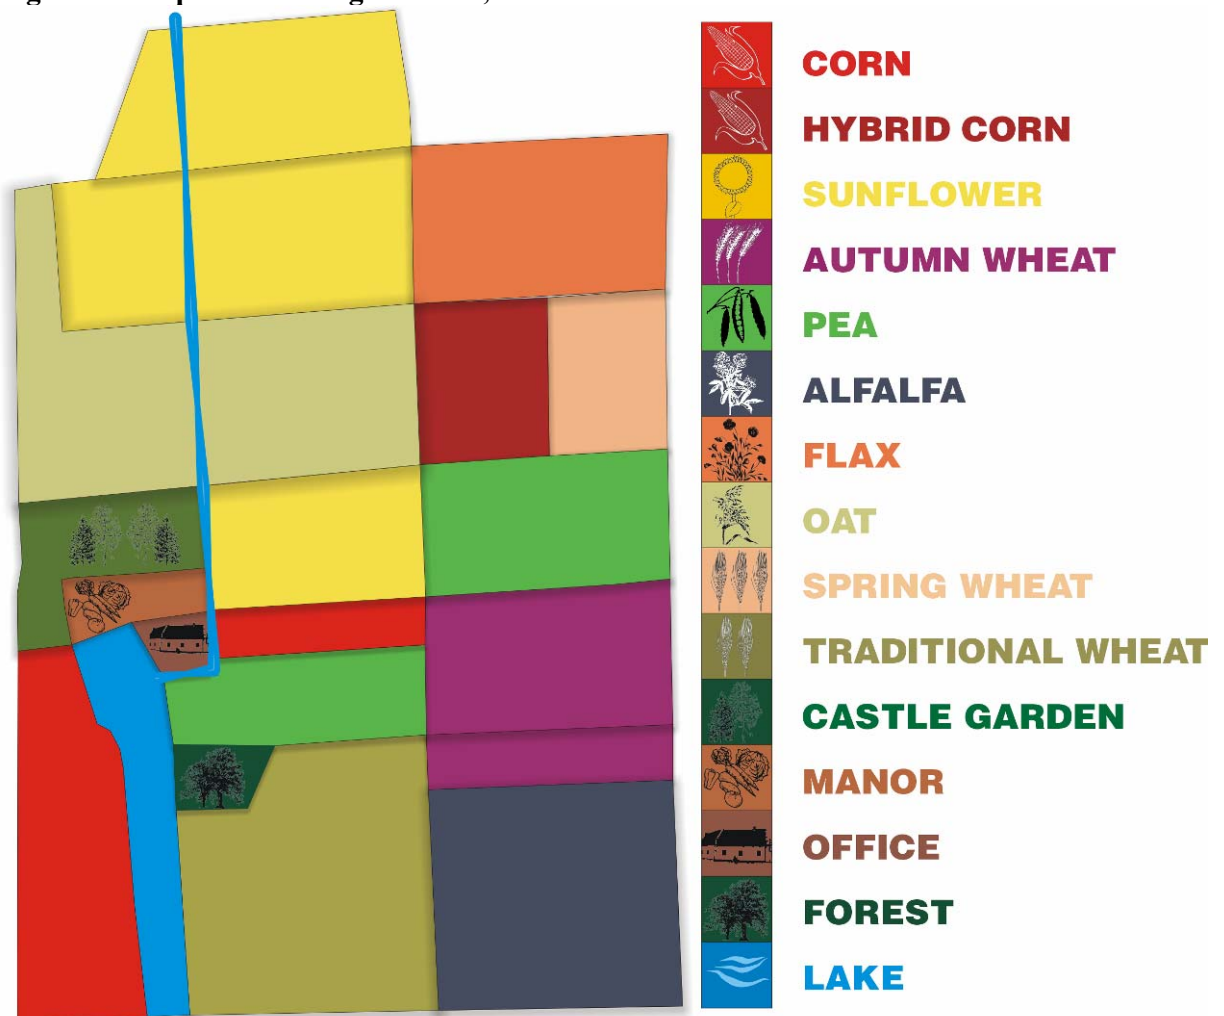 CORN
HYBRID CORN
SUNFLOWER
AUTUMN WHEAT
PEA
ALFALFA
FLAX
OAT
SPRING WHEAT
TRADITIONAL WHEAT
CASTLE GARDEN
MANOR
OFFICE
FOREST
LAKE